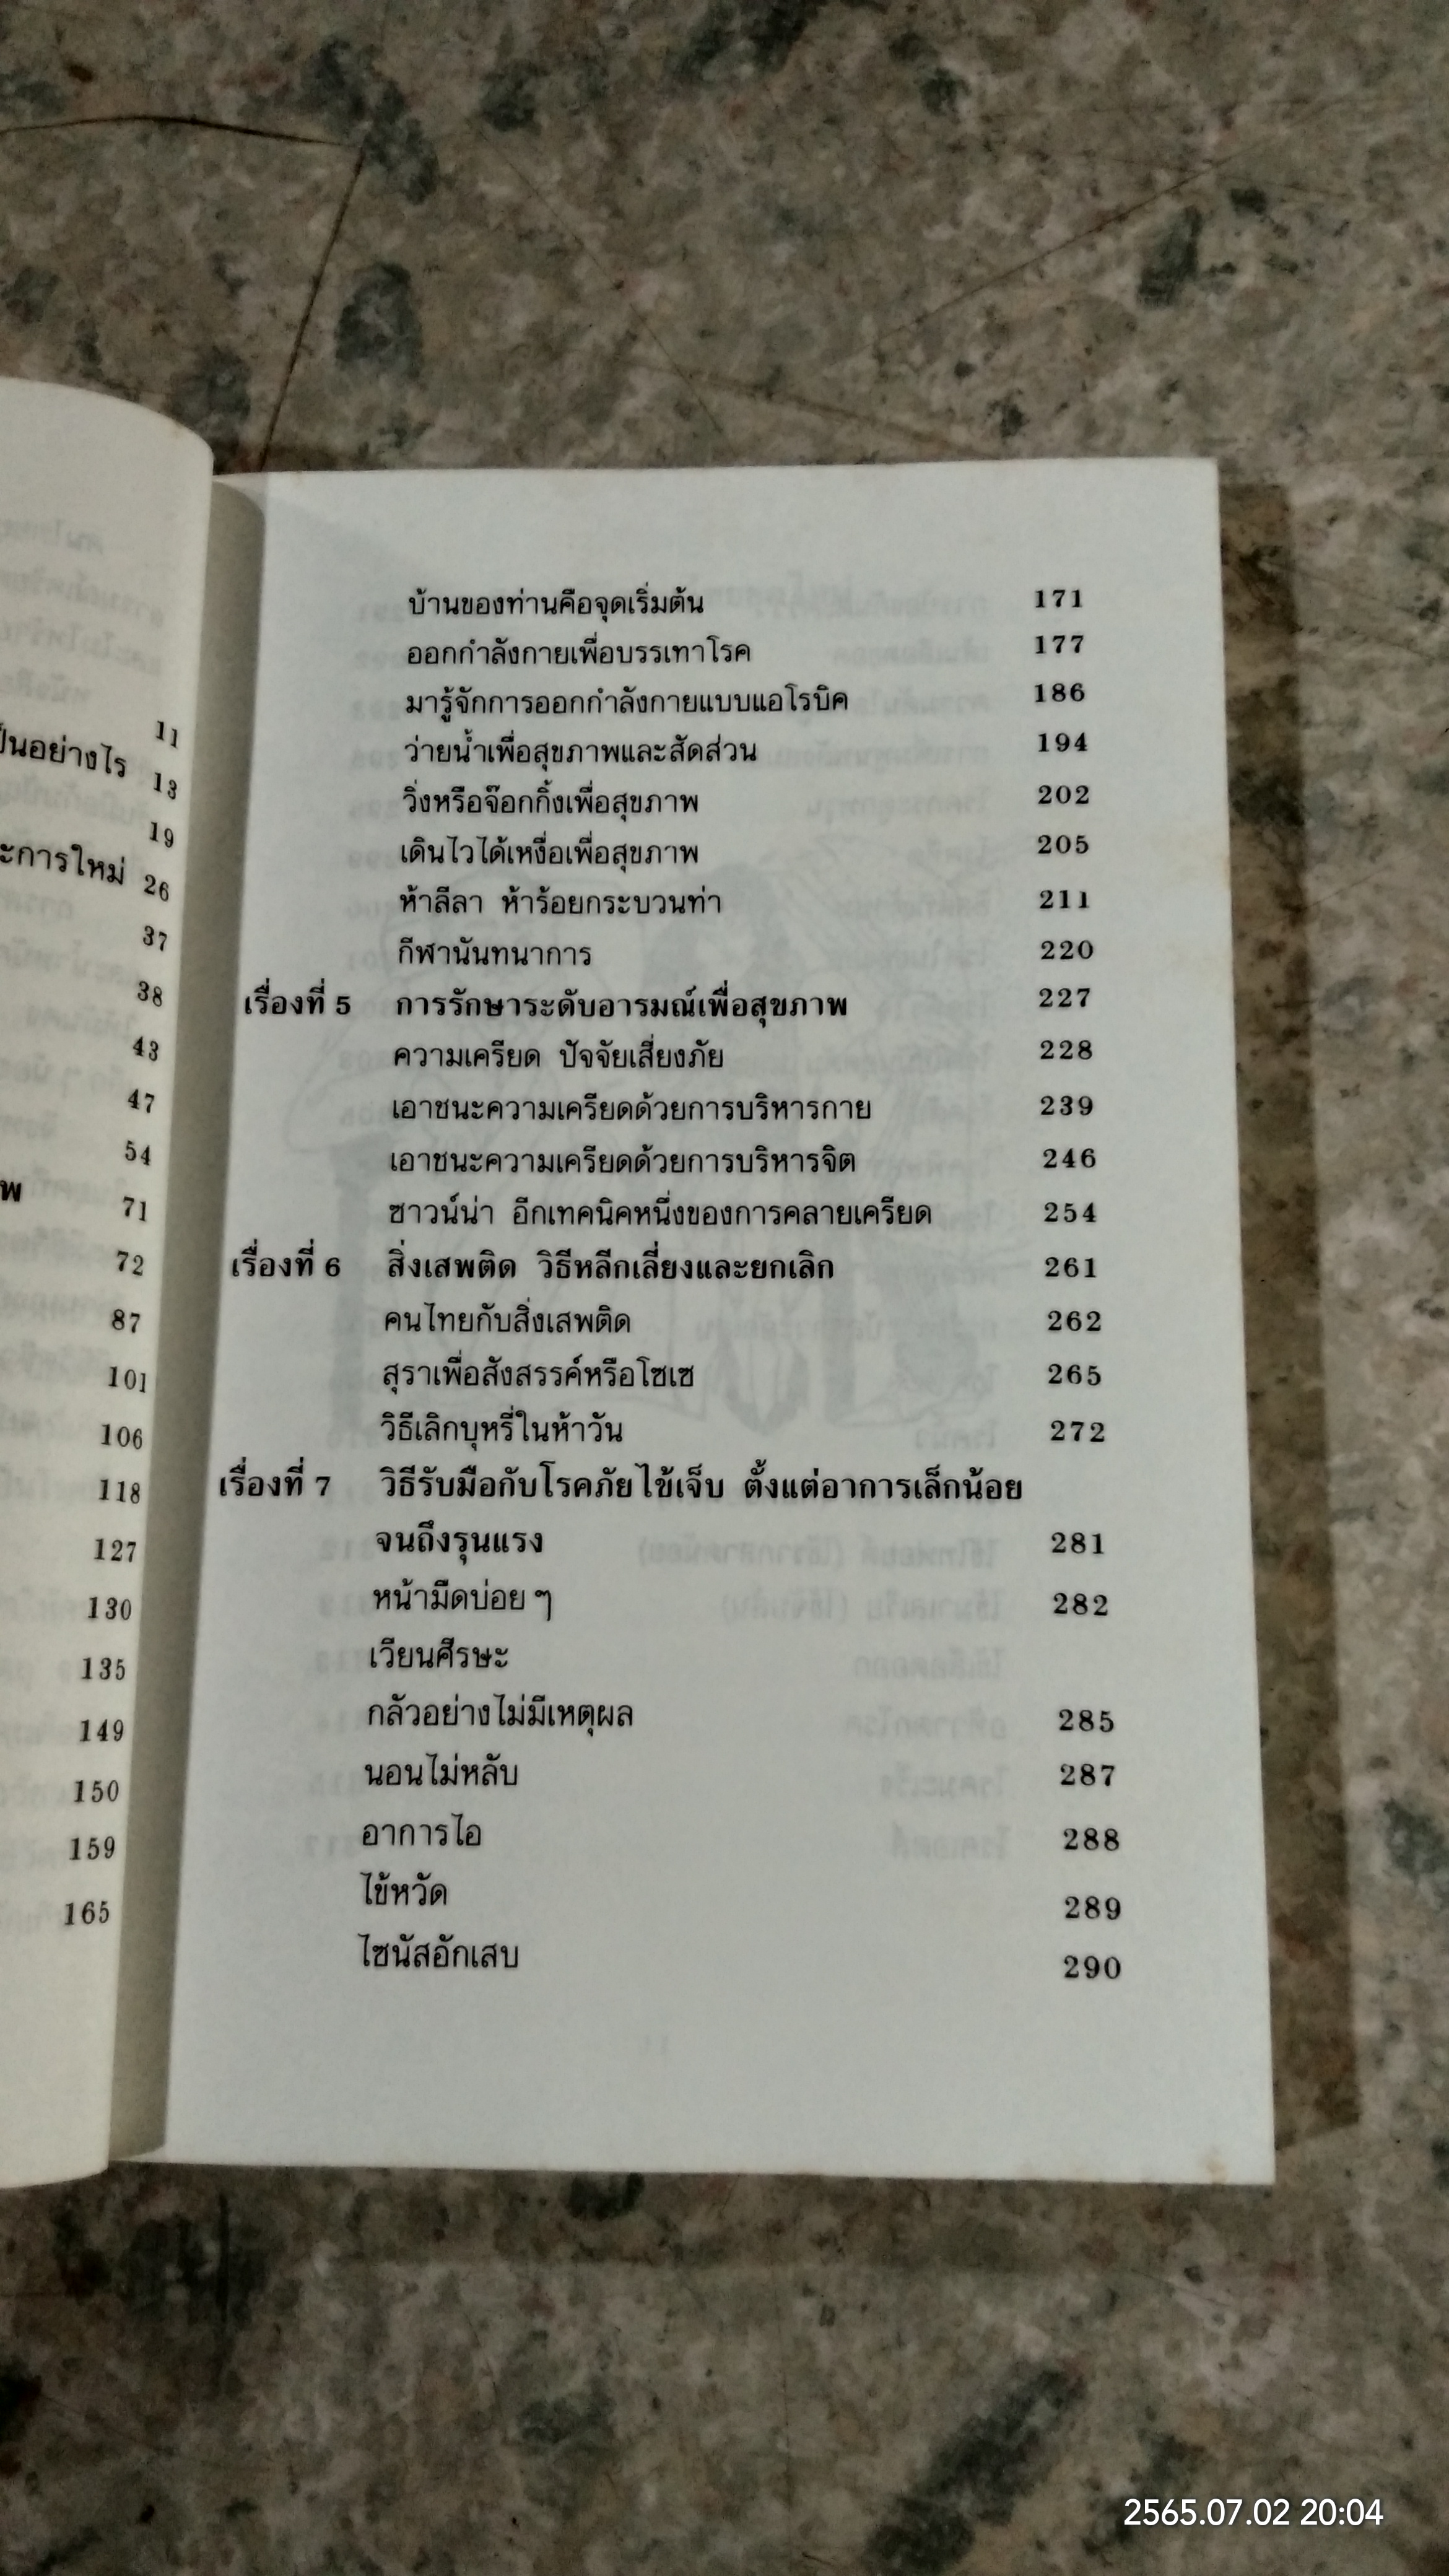 11
ป็นอย่างไร 13
19
ะการใหม่ 26
37
38
43
47
54
พ 71
72
87
101
106
118
127
130
135
149
150
159
165
บ้านของท่านคือจุดเริ่มต้น 171
ออกกำลังกายเพื่อบรรเทาโรค 177
มารู้จักการออกกำลังกายแบบแอโรบิค 186
ว่ายน้ำเพื่อสุขภาพและสัดส่วน 194
วิ่งหรือจ๊อกกิ้งเพื่อสุขภาพ 202
เดินไวได้เหงื่อเพื่อสุขภาพ 205
ห้าลีลา ห้าร้อยกระบวนท่า 211
กีฬานันทนาการ 220
เรื่องที่ 5 การรักษาระดับอารมณ์เพื่อสุขภาพ 227
ความเครียด ปัจจัยเสี่ยงภัย 228
เอาชนะความเครียดด้วยการบริหารกาย 239
เอาชนะความเครียดด้วยการบริหารจิต 246
ซาวน์น่า อีกเทคนิคหนึ่งของการคลายเครียด 254
เรื่องที่ 6 สิ่งเสพติด วิธีหลีกเลี่ยงและยกเลิก 261
คนไทยกับสิ่งเสพติด 262
สุราเพื่อสังสรรค์หรือโซเซ 265
วิธีเลิกบุหรี่ในห้าวัน 272
เรื่องที่ 7 วิธีรับมือกับโรคภัยไข้เจ็บ ตั้งแต่อาการเล็กน้อย
จนถึงรุนแรง 281
หน้ามืดบ่อย ๆ 282
เวียนศีรษะ
กลัวอย่างไม่มีเหตุผล 285
นอนไม่หลับ 287
อาการไอ 288
ไข้หวัด 289
ไซนัสอักเสบ 290
2565.07.02 20:04